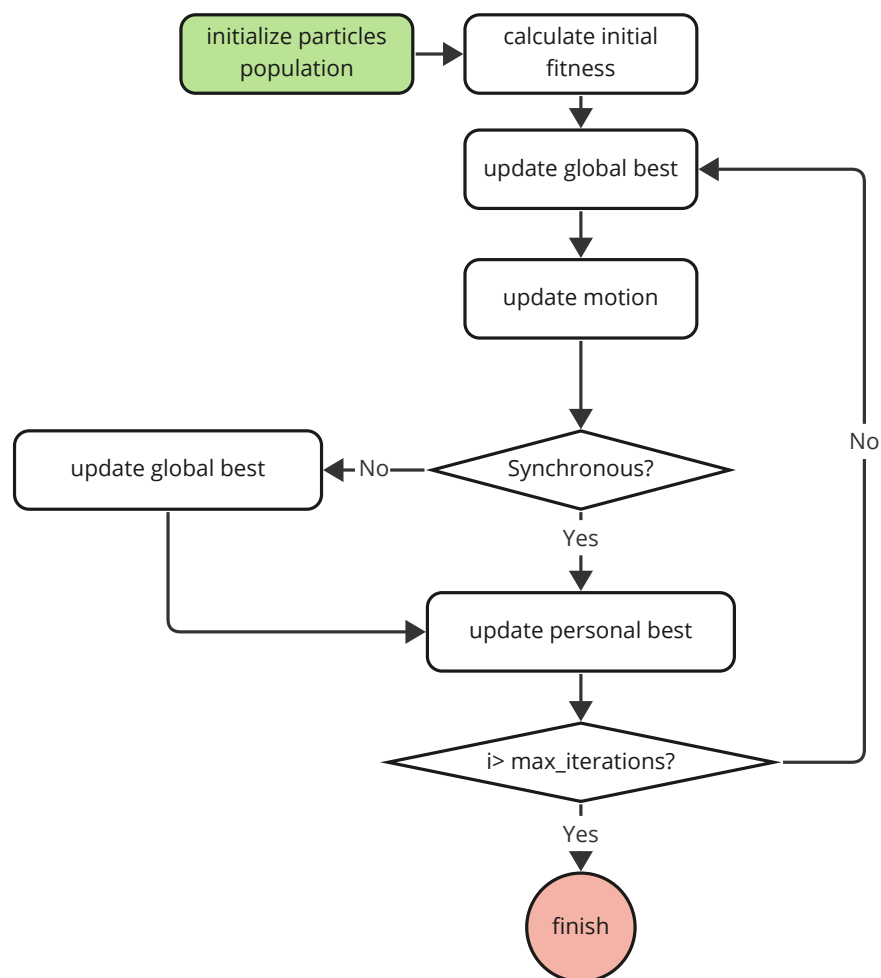 initialize particles
population
calculate initial
fitness
update global best
update motion
Synchronous?
No
update global best
Yes
update personal best
i> max_iterations?
No
Yes
finish